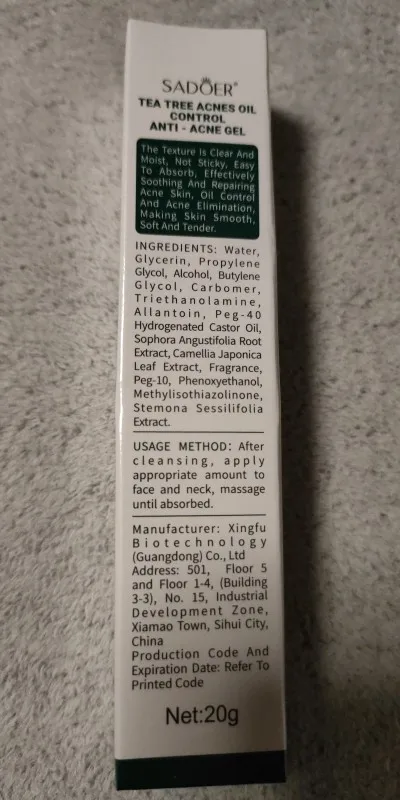 SADOER®
TEA TREE ACNES OIL
CONTROL
ANTI - ACNE GEL
The Texture Is Clear And
Moist, Not Sticky, Easy
To Absorb, Effectively
Soothing And Repairing
Acne Skin, Oil Control
And Acne Elimination,
Making Skin Smooth,
Soft And Tender.
INGREDIENTS: Water,
Glycerin, Propylene
Glycol, Alcohol, Butylene
Glycol, Carbomer,
Triethanolamine,
Allantoin, Peg-40
Hydrogenated Castor Oil,
Sophora Angustifolia Root
Extract, Camellia Japonica
Leaf Extract, Fragrance,
Peg-10, Phenoxyethanol,
Methylisothiazolinone,
Stemona Sessilifolia
Extract.
USAGE METHOD: After
cleansing, apply
appropriate amount to
face and neck, massage
until absorbed.
Manufacturer: Xingfu
Biotechnology
(Guangdong) Co., Ltd
Address: 501, Floor 5
and Floor 1-4, (Building
3-3), No. 15, Industrial
Development Zone,
Xiamao Town, Sihui City,
China
Production Code And
Expiration Date: Refer To
Printed Code
Net:20g